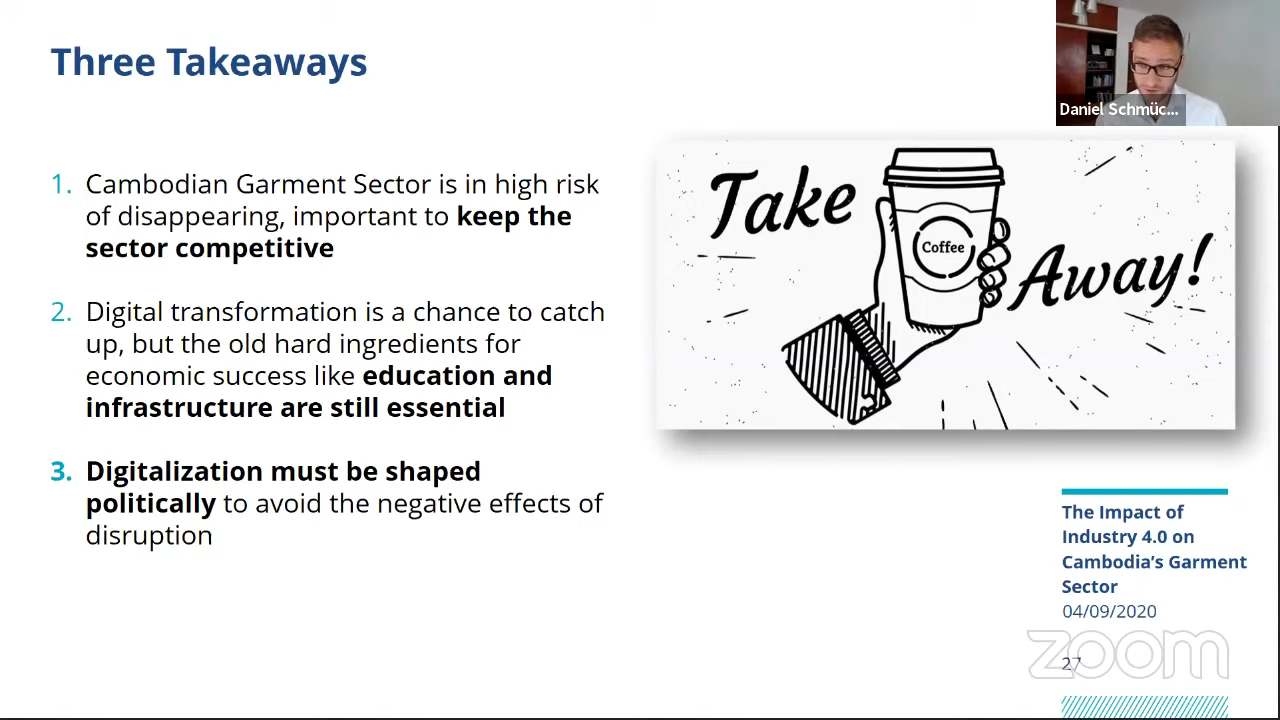 Three Takeaways
Daniel Schmüc...
1. Cambodian Garment Sector is in high risk
of disappearing, important to keep the
sector competitive
2. Digital transformation is a chance to catch
up, but the old hard ingredients for
economic success like education and
infrastructure are still essential
3. Digitalization must be shaped
politically to avoid the negative effects of
disruption
Take
Coffee
Away!
The Impact of
Industry 4.0 on
Cambodia’s Garment
Sector
04/09/2020
zoom
27